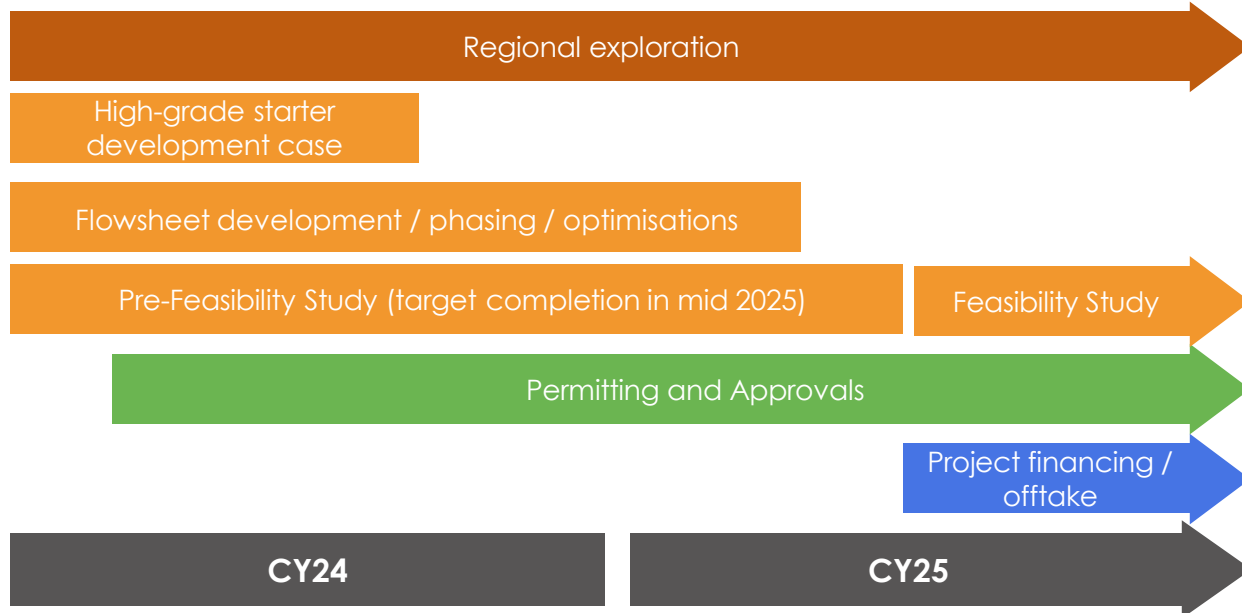 Regional exploration
High-grade starter
development case
Flowsheet development / phasing / optimisations
Pre-Feasibility Study (target completion in mid 2025)
Feasibility Study
Permitting and Approvals
Project financing /
offtake
CY24
CY25